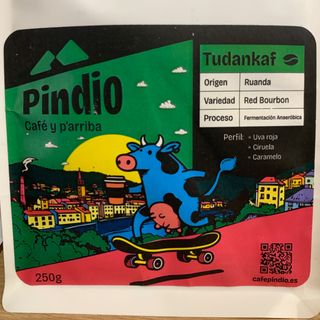 Pindio
Café y p'arriba
Tudankaf
Origen Ruanda
Variedad Red Bourbon
Proceso Fermentación Anaeróbica
Perfil: - Uva roja
- Ciruela
- Caramelo
250g
cafepindio.es